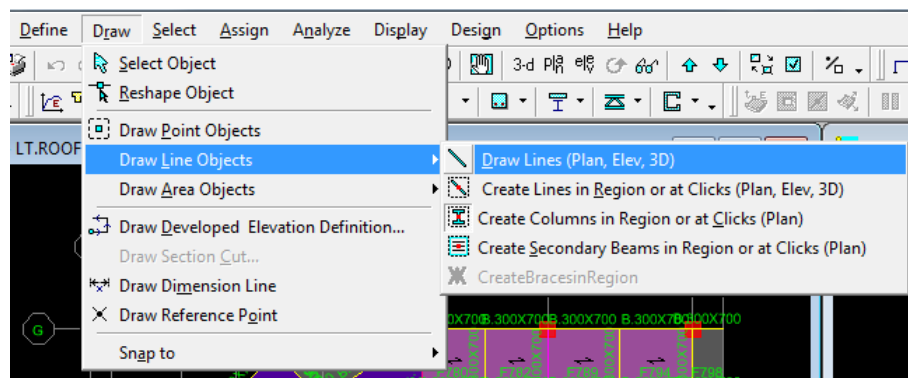 Define Draw Select Assign Analyze Display Design Options Help
Select Object
3-d
Reshape Object
Draw Point Objects
LT.ROOF
Draw Line Objects
Draw Lines (Plan, Elev, 3D)
Draw Area Objects
Create Lines in Region or at Clicks (Plan, Elev, 3D)
Create Columns in Region or at Clicks (Plan)
Draw Developed Elevation Definition...
Create Secondary Beams in Region or at Clicks (Plan)
Draw Section Cut...
CreateBracesinRegion
Draw Dimension Line
Draw Reference Point
G
B.300X700 B.300X700
Snap to
F780 F782 F789 F794 F798